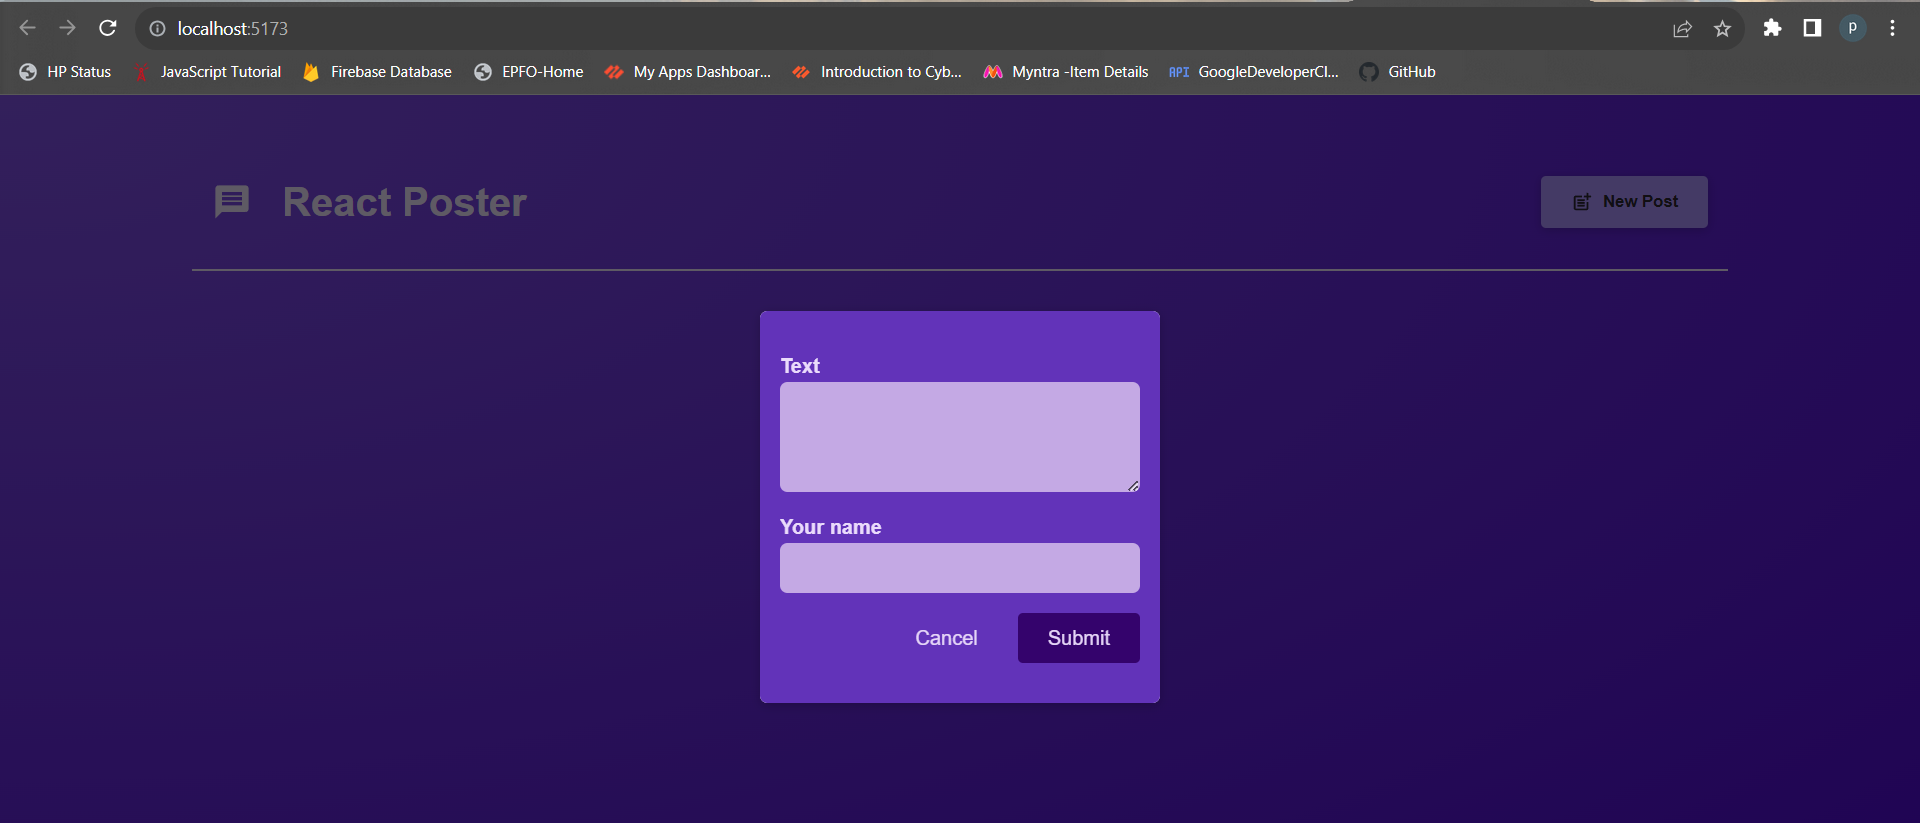 localhost:5173
p
HP Status JavaScript Tutorial Firebase Database EPFO-Home My Apps Dashboar... Introduction to Cyb... Myntra -Item Details API GoogleDeveloperCl... GitHub
React Poster
New Post
Text
Your name
Cancel Submit